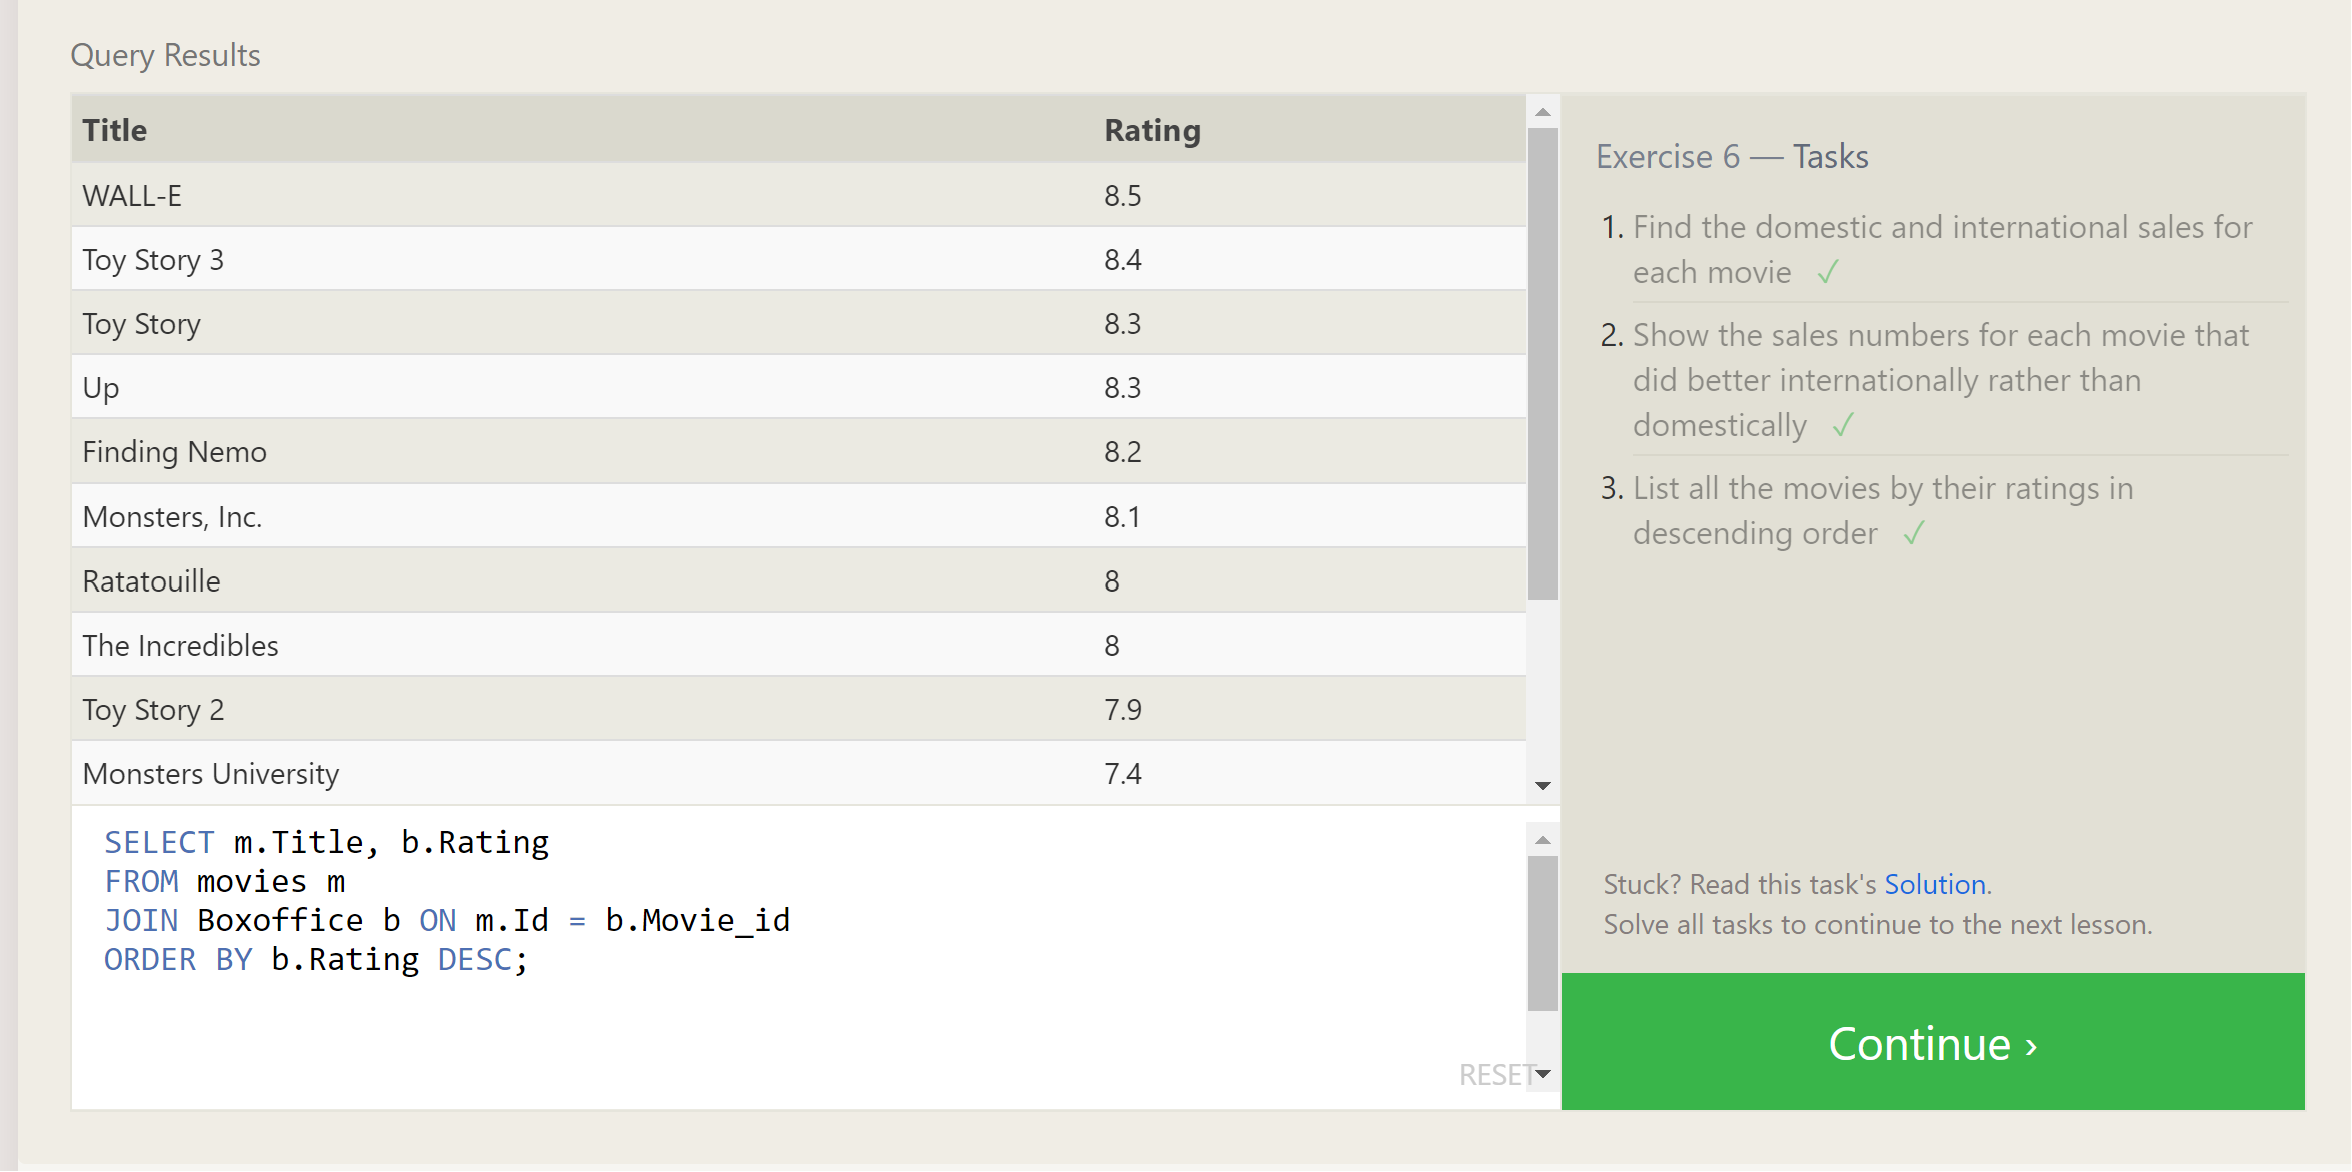 Query Results
Title Rating
WALL-E 8.5
Toy Story 3 8.4
Toy Story 8.3
Up 8.3
Finding Nemo 8.2
Monsters, Inc. 8.1
Ratatouille 8
The Incredibles 8
Toy Story 2 7.9
Monsters University 7.4
SELECT m.Title, b.Rating
FROM movies m
JOIN Boxoffice b ON m.Id = b.Movie_id
ORDER BY b.Rating DESC;
RESET
Exercise 6 — Tasks
1. Find the domestic and international sales for
each movie ✓
2. Show the sales numbers for each movie that
did better internationally rather than
domestically ✓
3. List all the movies by their ratings in
descending order ✓
Stuck? Read this task's Solution.
Solve all tasks to continue to the next lesson.
Continue ›